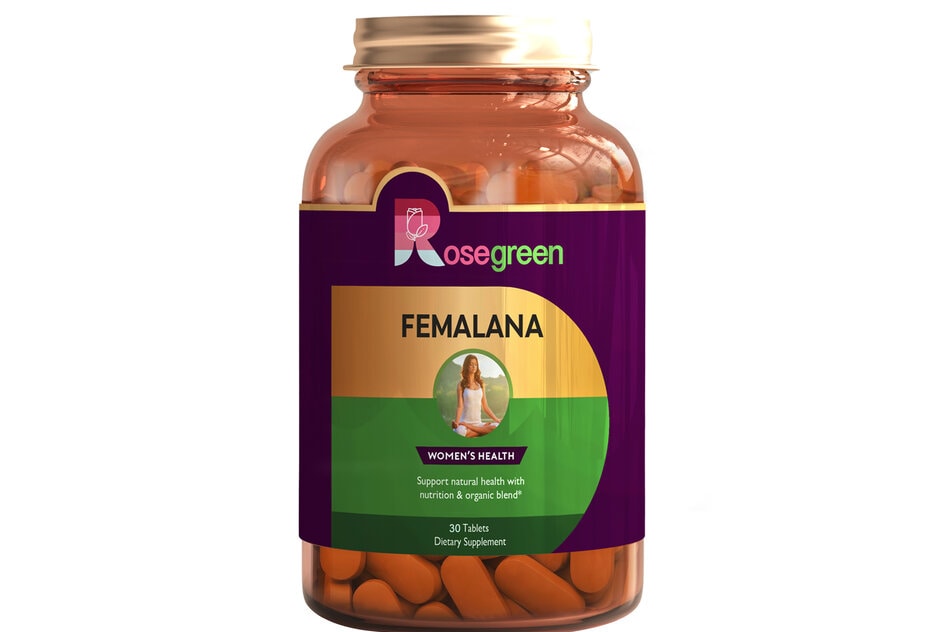 Rosegreen
FEMALANA
WOMEN'S HEALTH
Support natural health with
nutrition & organic blend*
30 Tablets
Dietary Supplement